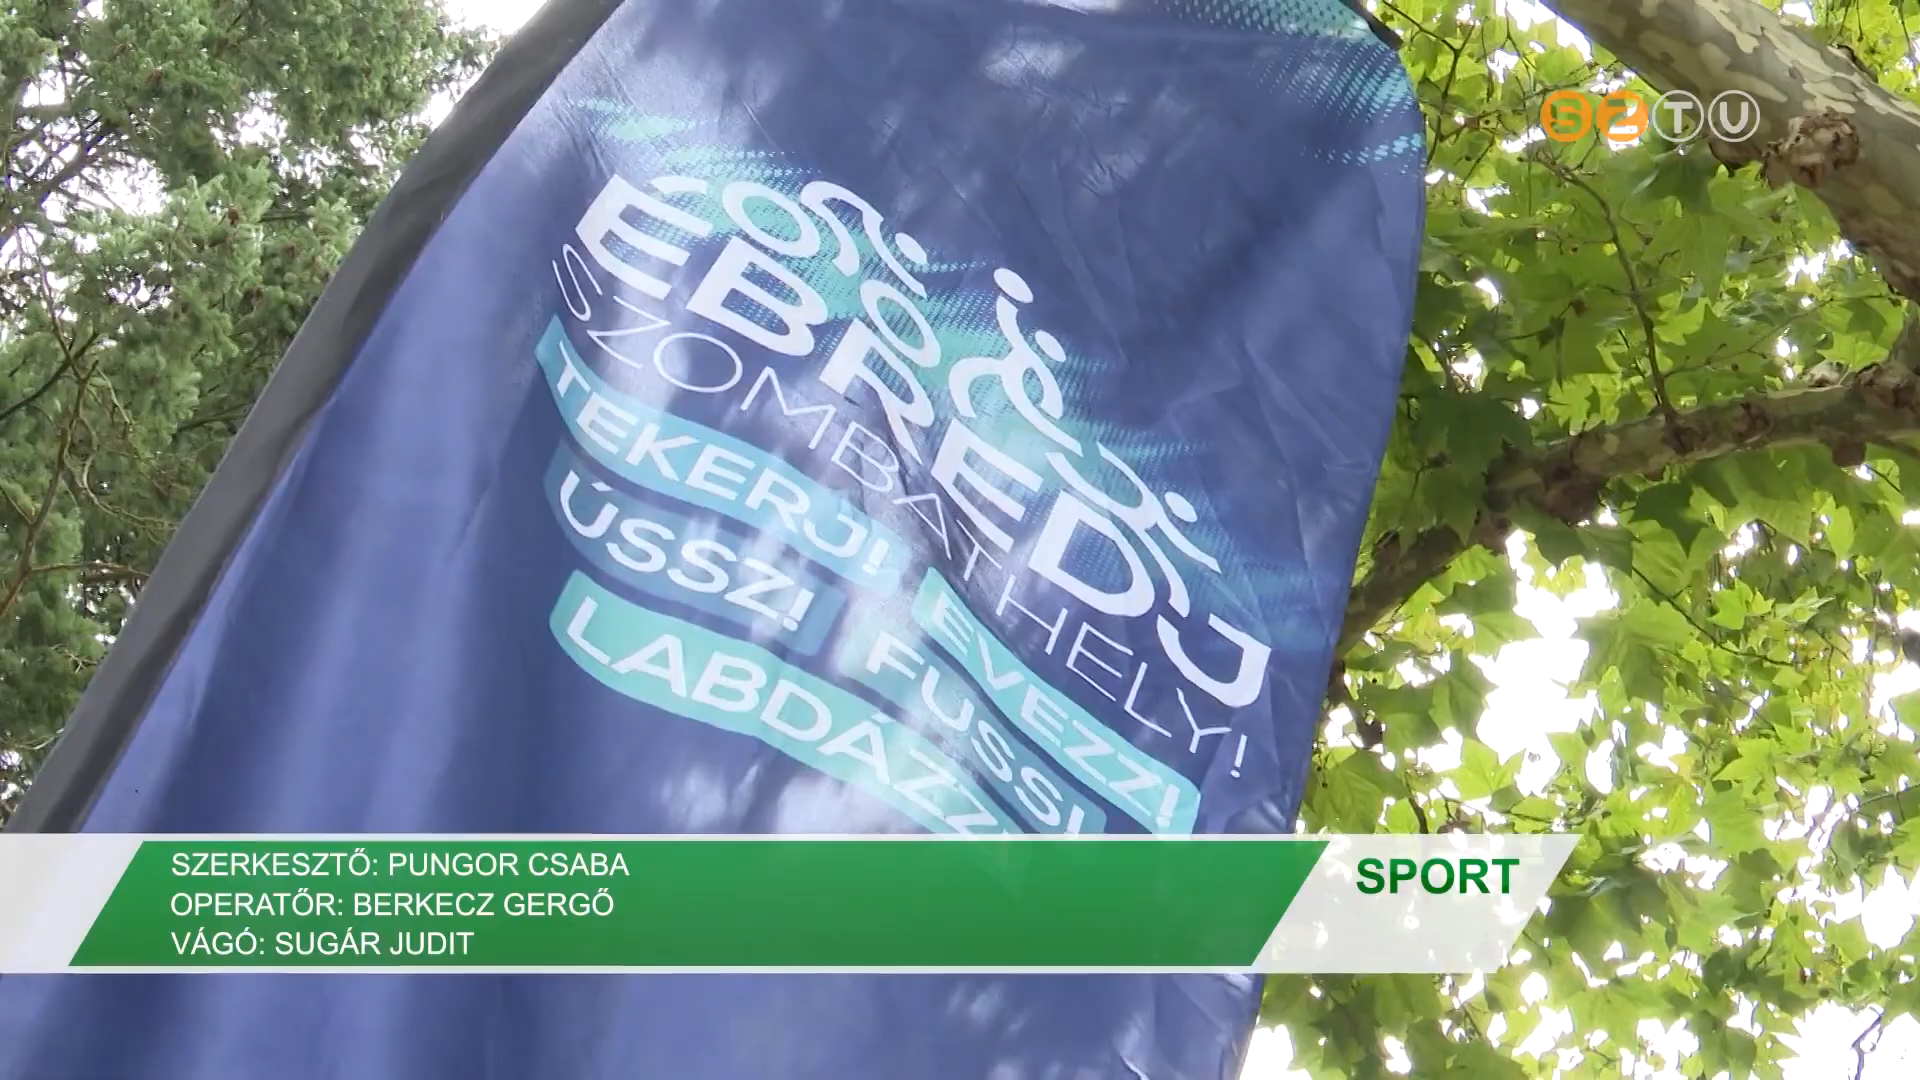 SZTV
ÉBREDJ
SZOMBATHELY!
TEKERJ!
EVEZZ!
ÚSSZ!
FUSS!
LABDÁZZ
SZERKESZTŐ: PUNGOR CSABA
OPERATŐR: BERKECZ GERGŐ
VÁGÓ: SUGÁR JUDIT
SPORT